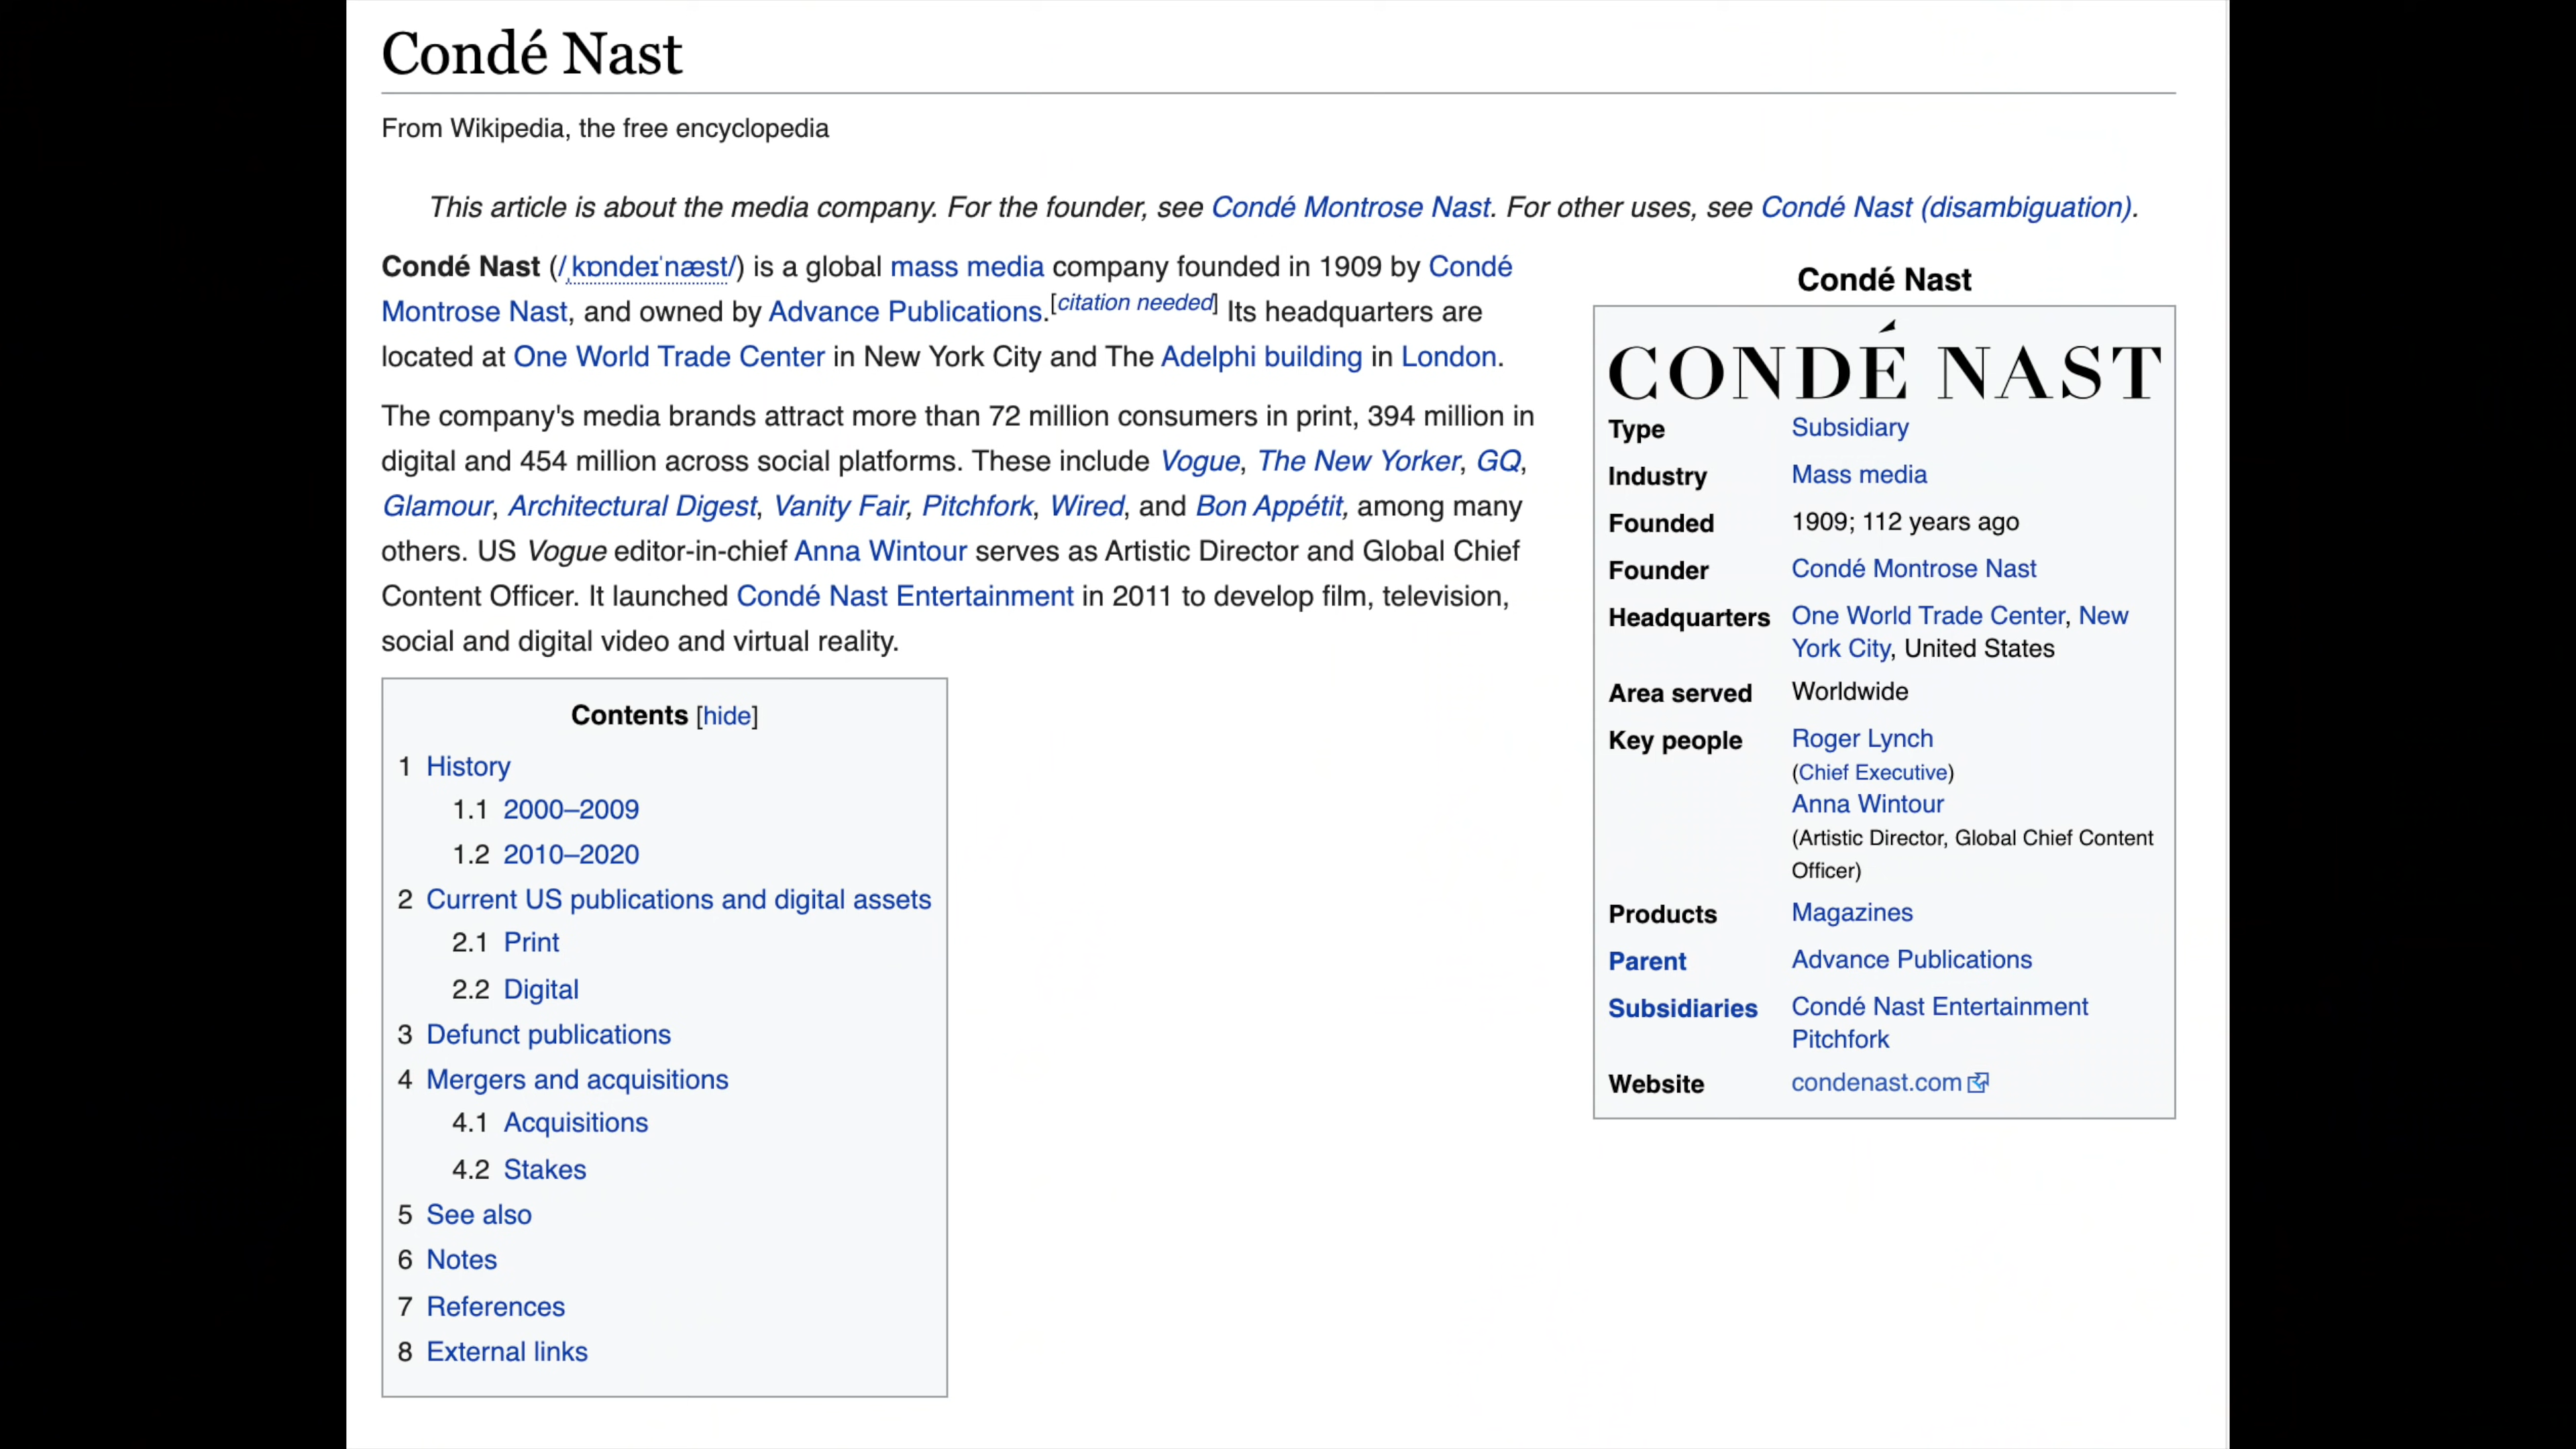 Condé Nast
From Wikipedia, the free encyclopedia
This article is about the media company. For the founder, see Condé Montrose Nast. For other uses, see Condé Nast (disambiguation).
Condé Nast (/ˌkɒndeɪˈnæst/) is a global mass media company founded in 1909 by Condé
Montrose Nast, and owned by Advance Publications.[citation needed] Its headquarters are
located at One World Trade Center in New York City and The Adelphi building in London.
The company's media brands attract more than 72 million consumers in print, 394 million in
digital and 454 million across social platforms. These include Vogue, The New Yorker, GQ,
Glamour, Architectural Digest, Vanity Fair, Pitchfork, Wired, and Bon Appétit, among many
others. US Vogue editor-in-chief Anna Wintour serves as Artistic Director and Global Chief
Content Officer. It launched Condé Nast Entertainment in 2011 to develop film, television,
social and digital video and virtual reality.
Contents [hide]
1 History
1.1 2000–2009
1.2 2010–2020
2 Current US publications and digital assets
2.1 Print
2.2 Digital
3 Defunct publications
4 Mergers and acquisitions
4.1 Acquisitions
4.2 Stakes
5 See also
6 Notes
7 References
8 External links
Condé Nast
CONDÉ NAST
Type Subsidiary
Industry Mass media
Founded 1909; 112 years ago
Founder Condé Montrose Nast
Headquarters One World Trade Center, New
York City, United States
Area served Worldwide
Key people Roger Lynch
(Chief Executive)
Anna Wintour
(Artistic Director, Global Chief Content
Officer)
Products Magazines
Parent Advance Publications
Subsidiaries Condé Nast Entertainment
Pitchfork
Website condenast.com